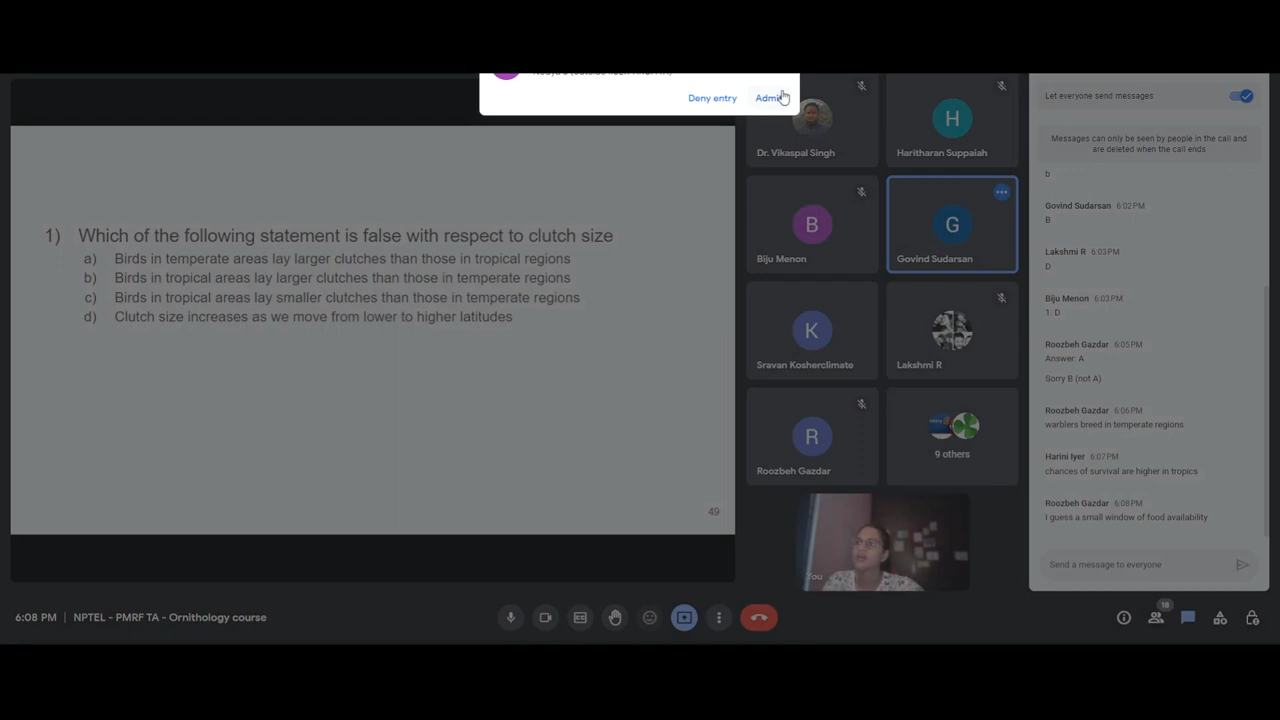 Deny entry
Let everyone send messages
Messages can only be seen by people in the call and are deleted when the call ends
1) Which of the following statement is false with respect to clutch size
a) Birds in temperate areas lay larger clutches than those in tropical regions
b) Birds in tropical areas lay larger clutches than those in temperate regions
c) Birds in tropical areas lay smaller clutches than those in temperate regions
d) Clutch size increases as we move from lower to higher latitudes
49
Dr. Vikaspal Singh
H
Haritharan Suppaiah
B
Biju Menon
G
Govind Sudarsan
K
Sravan Kosherclimate
Lakshmi R
R
Roozbeh Gazdar
9 others
You
b
Govind Sudarsan 6:02 PM
B
Lakshmi R 6:03 PM
D
Biju Menon 6:03 PM
1. D
Roozbeh Gazdar 6:05 PM
Answer: A
Sorry B (not A)
Roozbeh Gazdar 6:06 PM
warblers breed in temperate regions
Harini Iyer 6:07 PM
chances of survival are higher in tropics
Roozbeh Gazdar 6:08 PM
I guess a small window of food availability
Send a message to everyone
6:08 PM | NPTEL - PMRF TA - Ornithology course
18